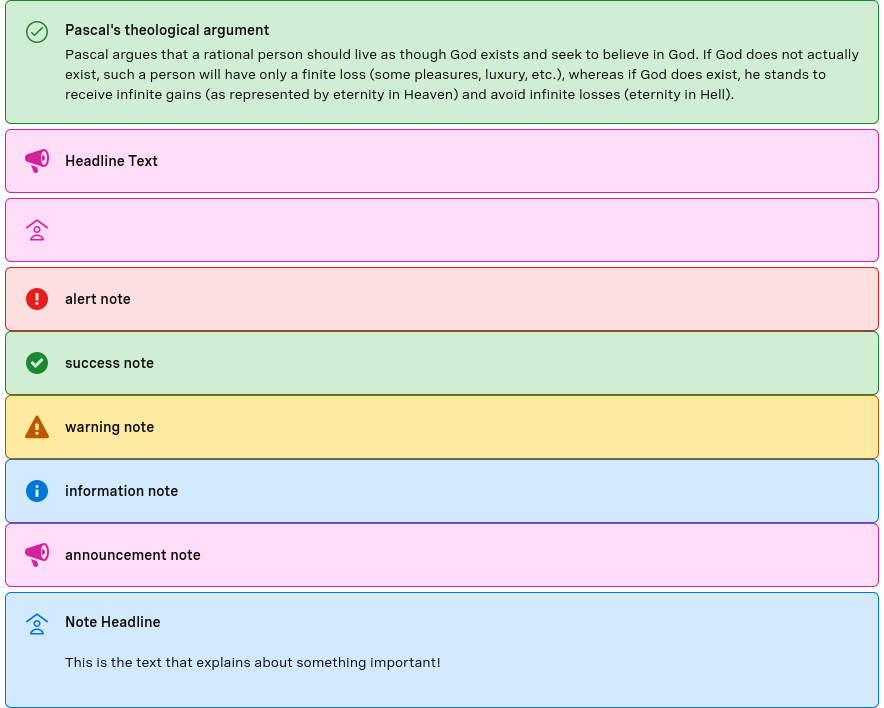 Pascal's theological argument
Pascal argues that a rational person should live as though God exists and seek to believe in God. If God does not actually
exist, such a person will have only a finite loss (some pleasures, luxury, etc.), whereas if God does exist, he stands to
receive infinite gains (as represented by eternity in Heaven) and avoid infinite losses (eternity in Hell).
Headline Text
alert note
success note
warning note
information note
announcement note
Note Headline
This is the text that explains about something important!